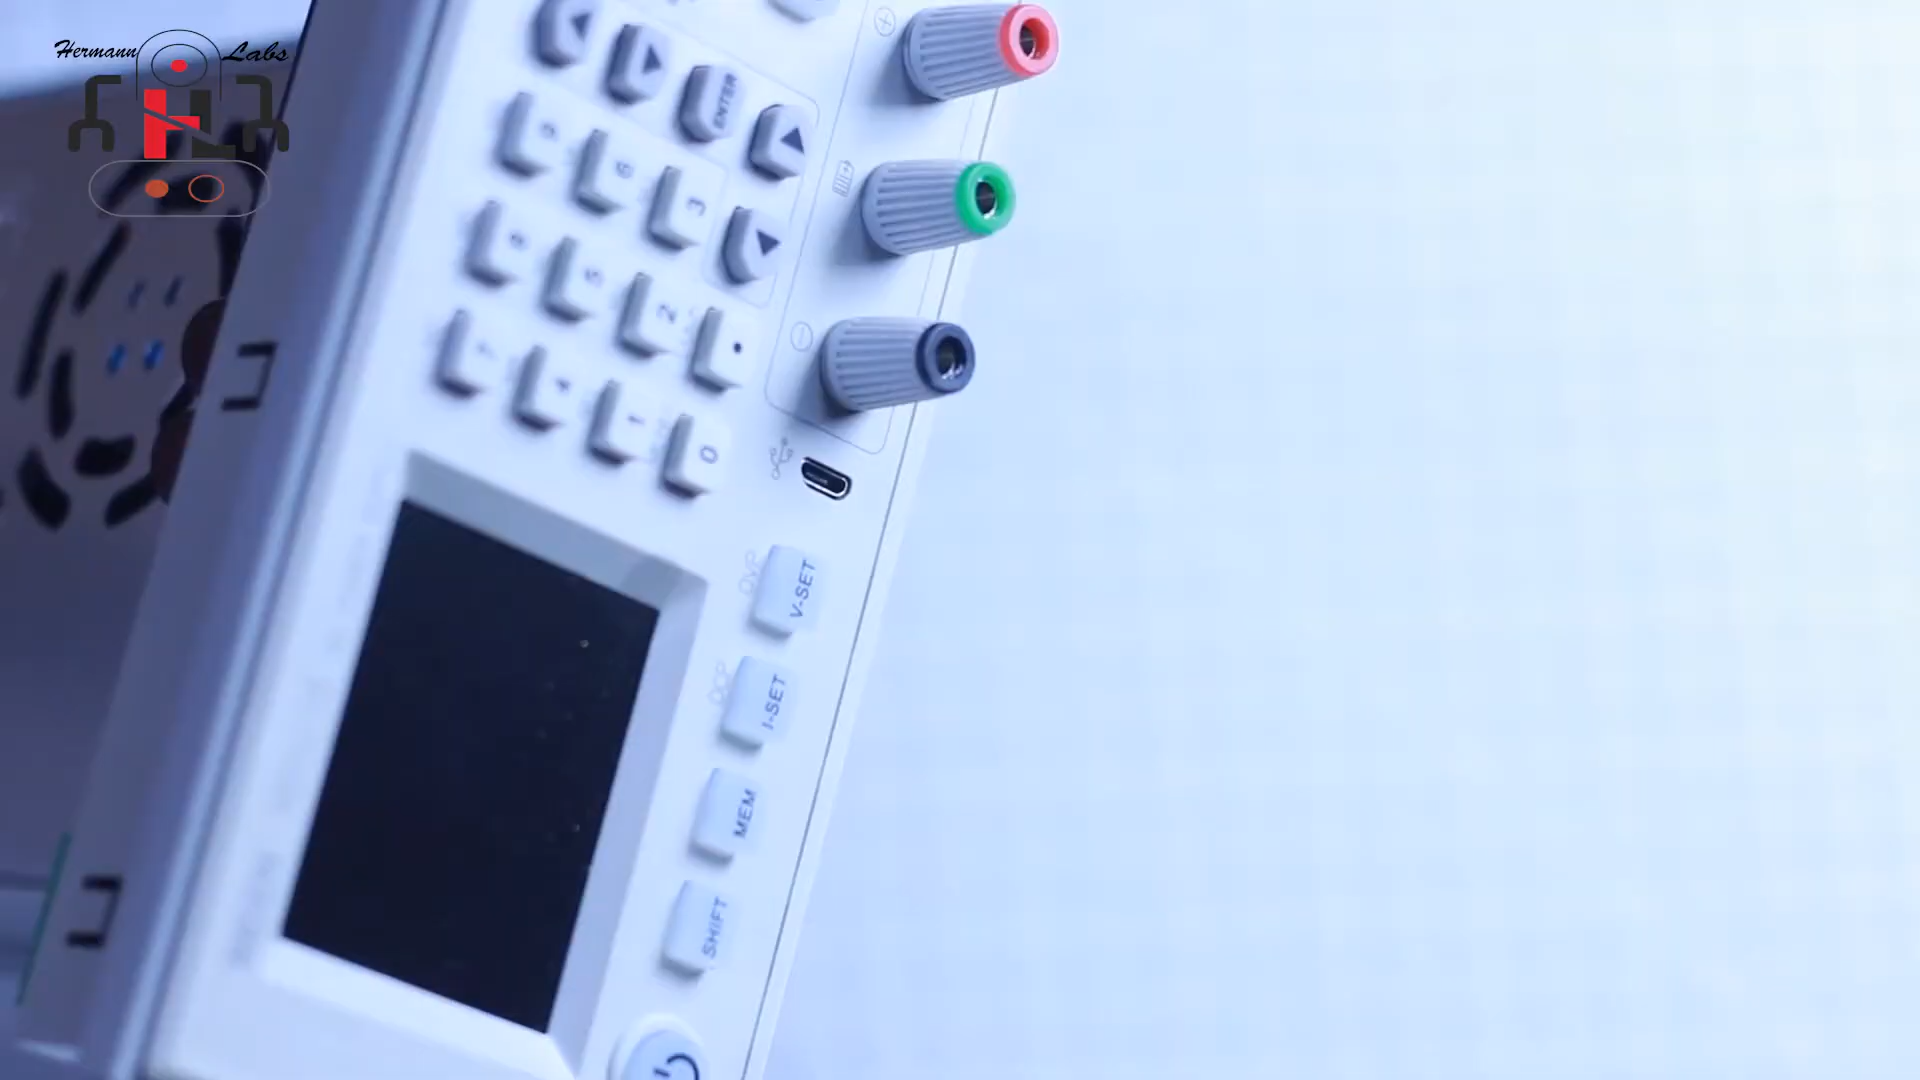 Hermann Labs
HL
ENTER
9
6
3
8
5
2
.
7
4
1
0
OVP
V-SET
OCP
I-SET
MEM
SHIFT